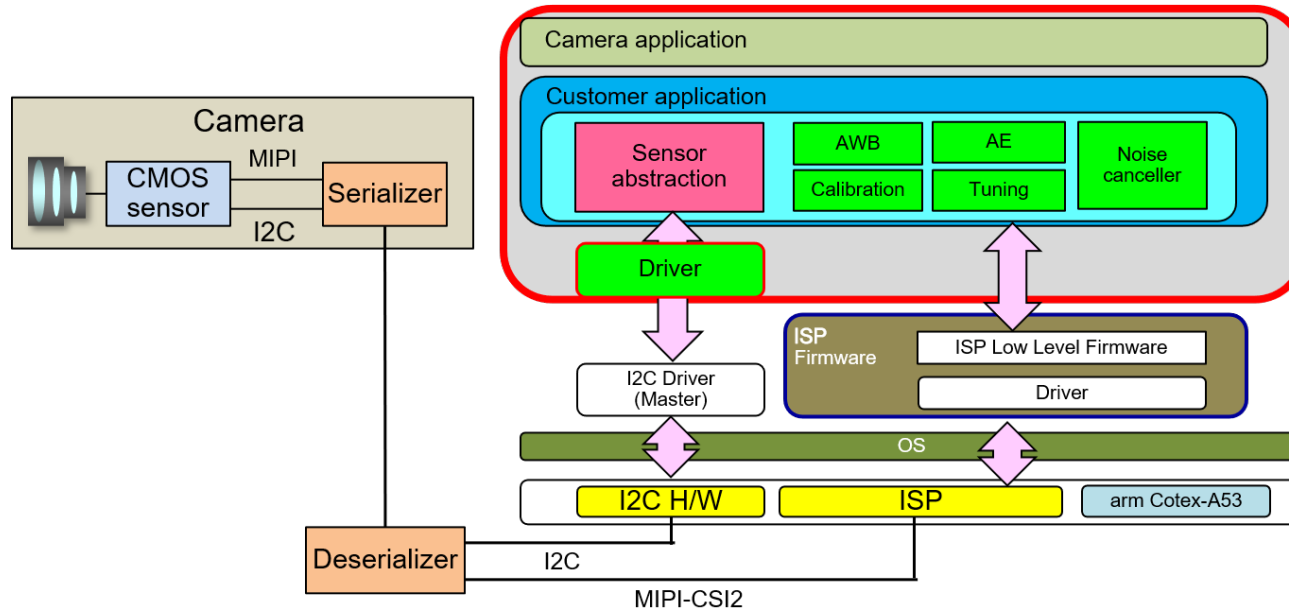 Camera application
Customer application
Camera
MIPI
CMOS
sensor
I2C
Serializer
Sensor
abstraction
AWB
AE
Noise
canceller
Calibration
Tuning
Driver
ISP
Firmware
ISP Low Level Firmware
Driver
I2C Driver
(Master)
OS
I2C H/W
ISP
arm Cotex-A53
Deserializer
I2C
MIPI-CSI2